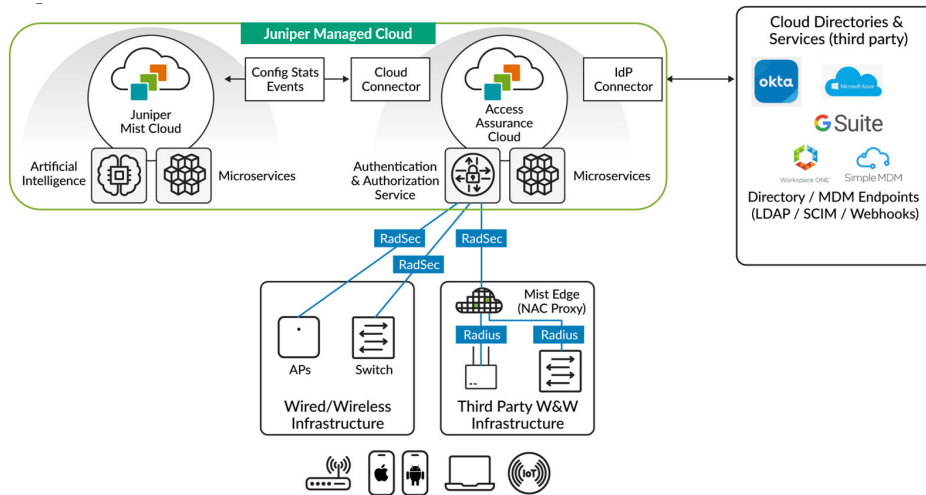 Juniper Managed Cloud
Juniper
Mist Cloud
Config Stats
Events
Cloud
Connector
Access
Assurance
Cloud
IdP
Connector
Artificial
Intelligence
Microservices
Authentication
& Authorization
Service
Microservices
Cloud Directories &
Services (third party)
okta
Microsoft Azure
G Suite
Workspace ONE
SimpleMDM
Directory / MDM Endpoints
(LDAP / SCIM / Webhooks)
RadSec
RadSec
RadSec
Mist Edge
(NAC Proxy)
Radius
Radius
APs
Switch
Wired/Wireless
Infrastructure
Third Party W&W
Infrastructure
IoT